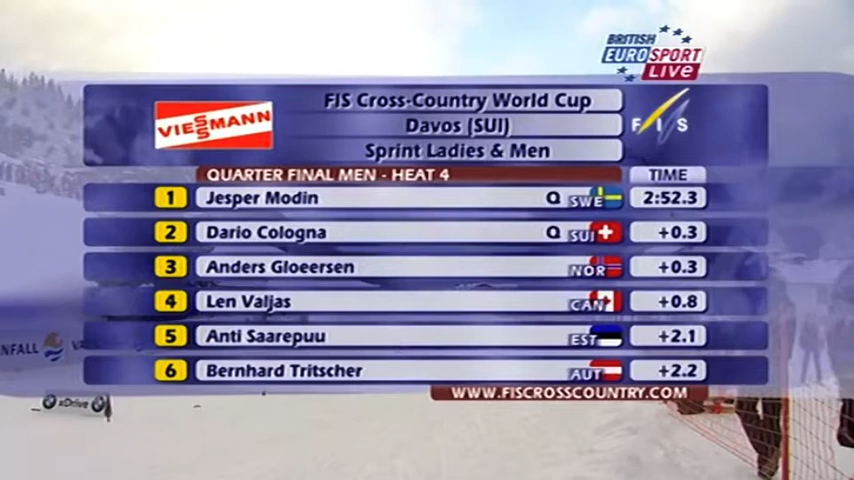 BRITISH
EUROSPORT
LIVE
VIESSMANN
FIS Cross-Country World Cup
Davos (SUI)
Sprint Ladies & Men
FIS
QUARTER FINAL MEN - HEAT 4 TIME
1 Jesper Modin Q SWE 2:52.3
2 Dario Cologna Q SUI +0.3
3 Anders Gloeersen NOR +0.3
4 Len Valjas CAN +0.8
5 Anti Saarepuu EST +2.1
6 Bernhard Tritscher AUT +2.2
WWW.FISCROSSCOUNTRY.COM
xDrive